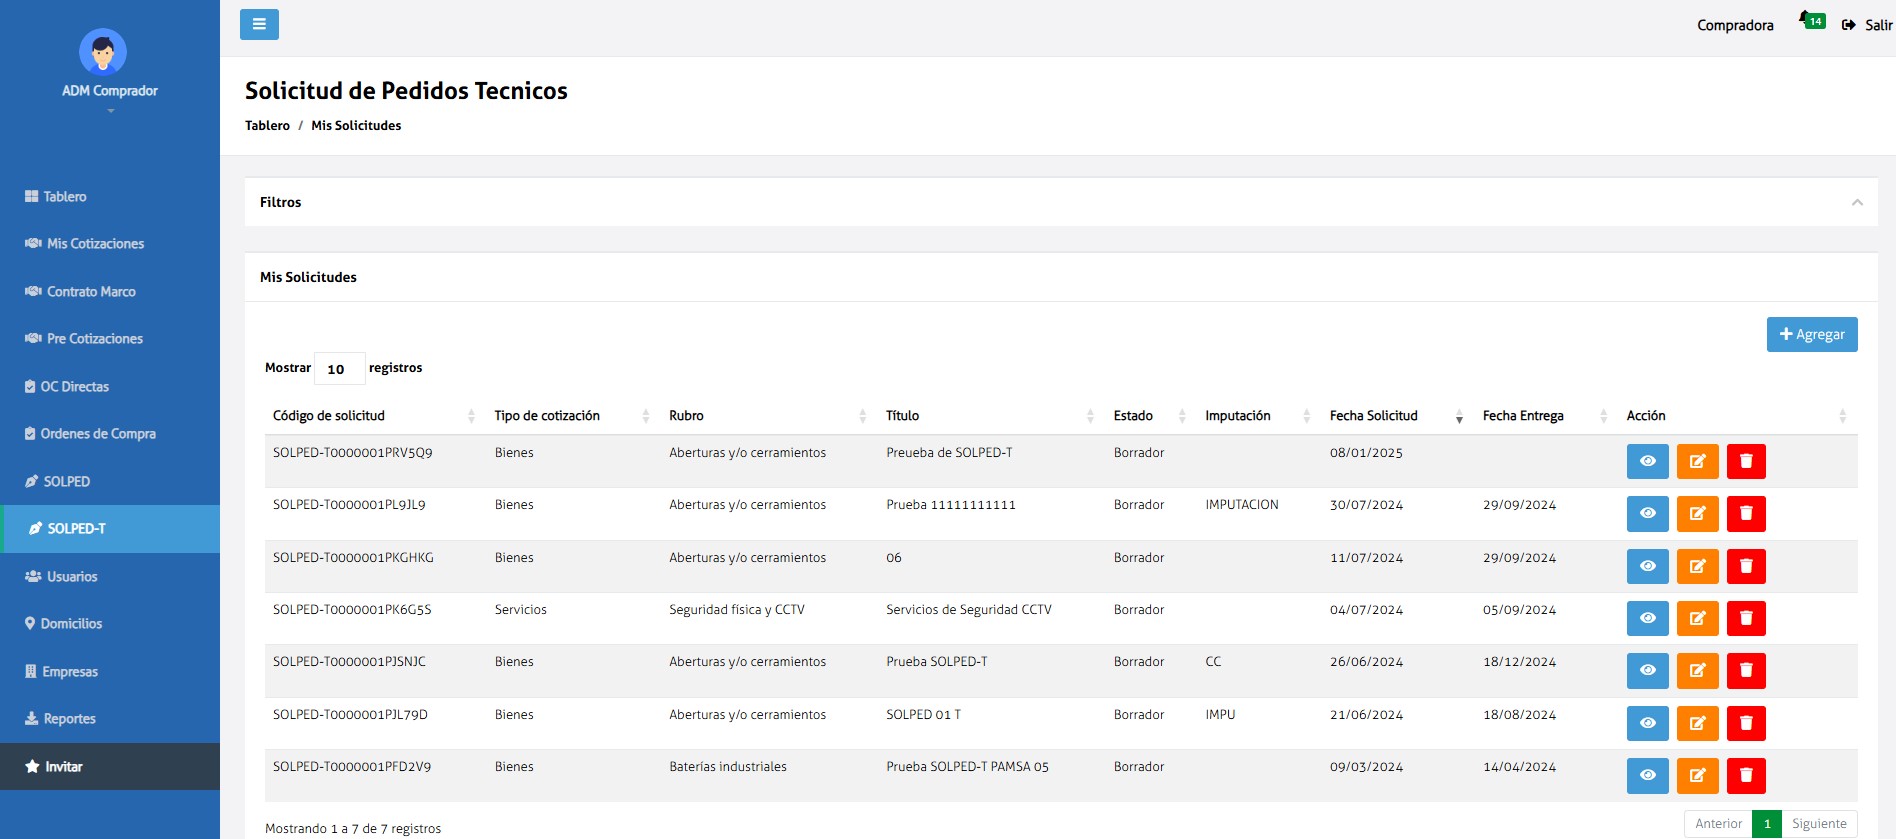 Compradora
14
Salir
ADM Comprador
Solicitud de Pedidos Tecnicos
Tablero / Mis Solicitudes
Tablero
Mis Cotizaciones
Contrato Marco
Pre Cotizaciones
OC Directas
Ordenes de Compra
SOLPED
SOLPED-T
Usuarios
Domicilios
Empresas
Reportes
Invitar
Filtros
Mis Solicitudes
Agregar
Mostrar 10 registros
Código de solicitud Tipo de cotización Rubro Título Estado Imputación Fecha Solicitud Fecha Entrega Acción
SOLPED-T0000001PRV5Q9 Bienes Aberturas y/o cerramientos Preueba de SOLPED-T Borrador 08/01/2025
SOLPED-T0000001PL9JL9 Bienes Aberturas y/o cerramientos Prueba 11111111111 Borrador IMPUTACION 30/07/2024 29/09/2024
SOLPED-T0000001PKGHKG Bienes Aberturas y/o cerramientos 06 Borrador 11/07/2024 29/09/2024
SOLPED-T0000001PK6G5S Servicios Seguridad física y CCTV Servicios de Seguridad CCTV Borrador 04/07/2024 05/09/2024
SOLPED-T0000001PJSNJC Bienes Aberturas y/o cerramientos Prueba SOLPED-T Borrador CC 26/06/2024 18/12/2024
SOLPED-T0000001PJL79D Bienes Aberturas y/o cerramientos SOLPED 01 T Borrador IMPU 21/06/2024 18/08/2024
SOLPED-T0000001PFD2V9 Bienes Baterías industriales Prueba SOLPED-T PAMSA 05 Borrador 09/03/2024 14/04/2024
Mostrando 1 a 7 de 7 registros
Anterior 1 Siguiente